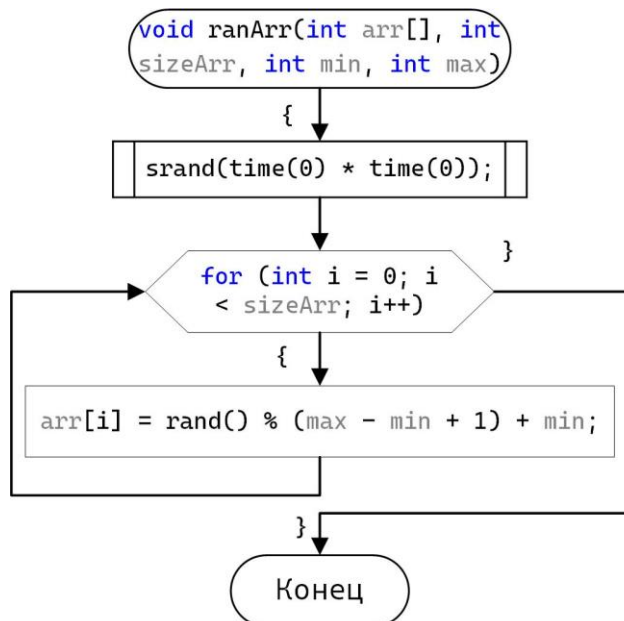 void ranArr(int arr[], int
sizeArr, int min, int max)
{
srand(time(0) * time(0));
}
for (int i = 0; i
< sizeArr; i++)
{
arr[i] = rand() % (max - min + 1) + min;
}
Конец